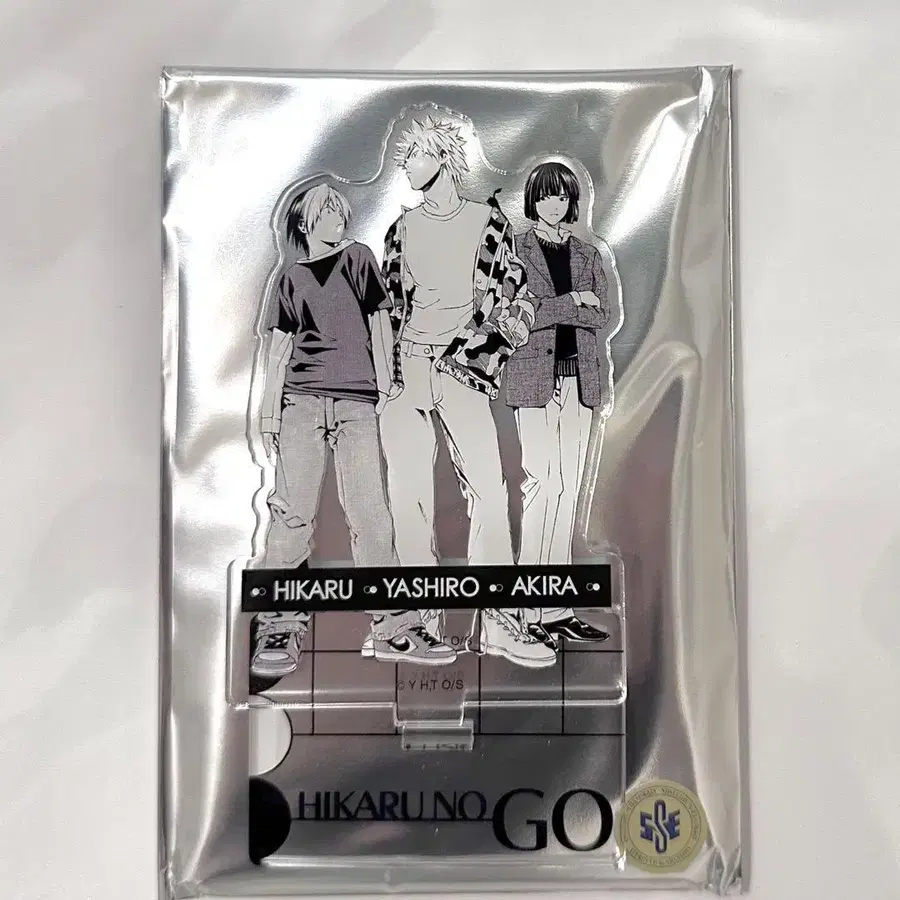 HIKARU YASHIRO AKIRA
T O/S
© Y H,T O/S
HIKARU NO GO